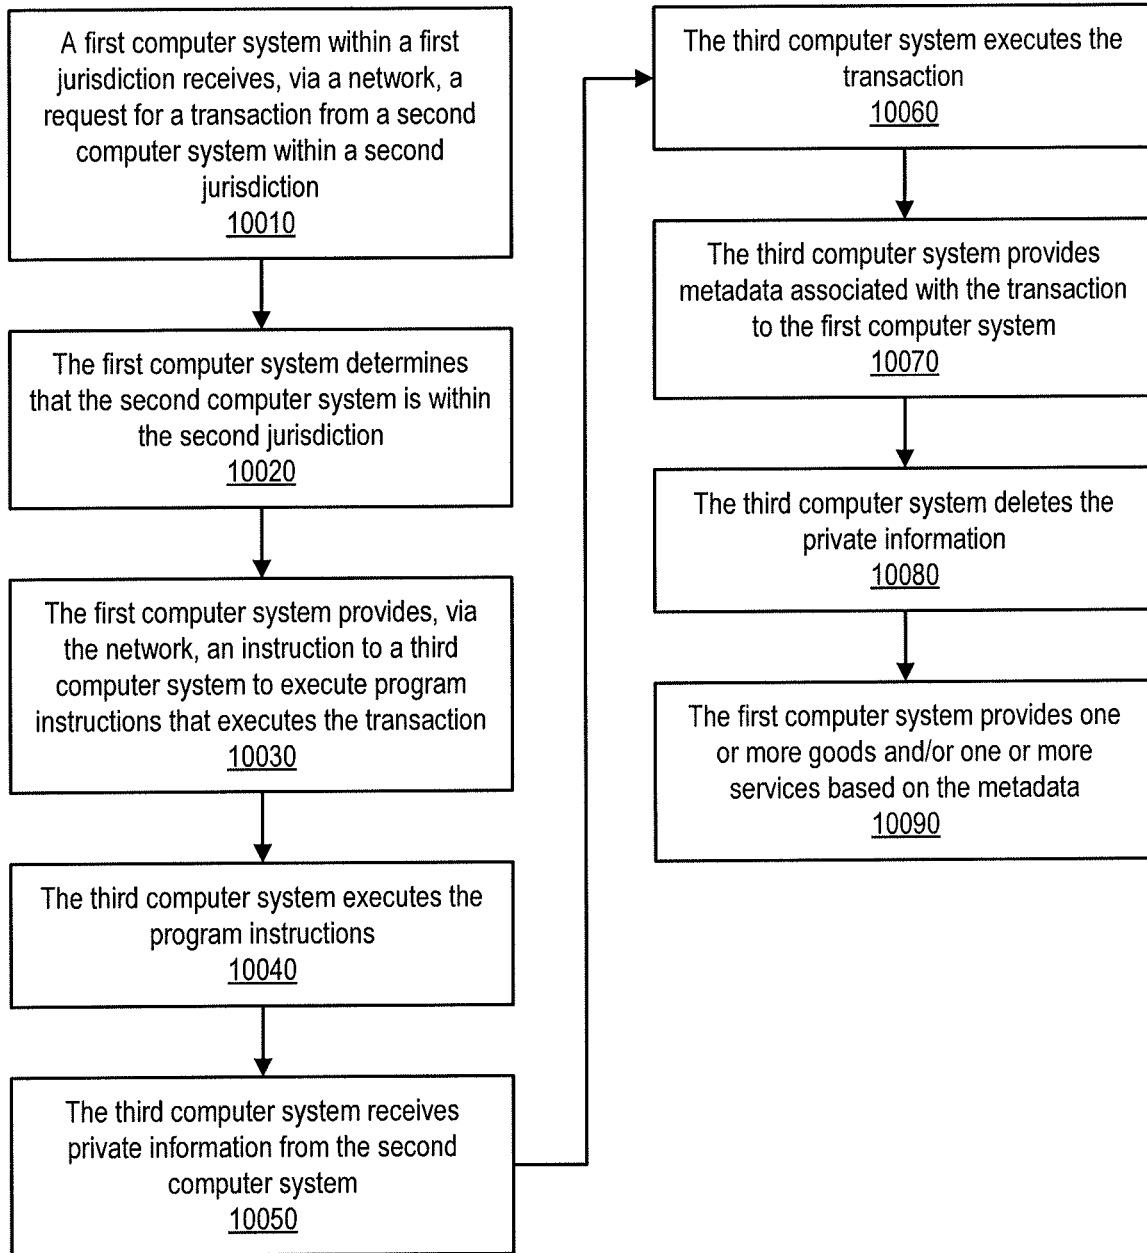 A first computer system within a first
jurisdiction receives, via a network, a
request for a transaction from a second
computer system within a second
jurisdiction
10010
The first computer system determines
that the second computer system is within
the second jurisdiction
10020
The first computer system provides, via
the network, an instruction to a third
computer system to execute program
instructions that executes the transaction
10030
The third computer system executes the
program instructions
10040
The third computer system receives
private information from the second
computer system
10050
The third computer system executes the
transaction
10060
The third computer system provides
metadata associated with the transaction
to the first computer system
10070
The third computer system deletes the
private information
10080
The first computer system provides one
or more goods and/or one or more
services based on the metadata
10090